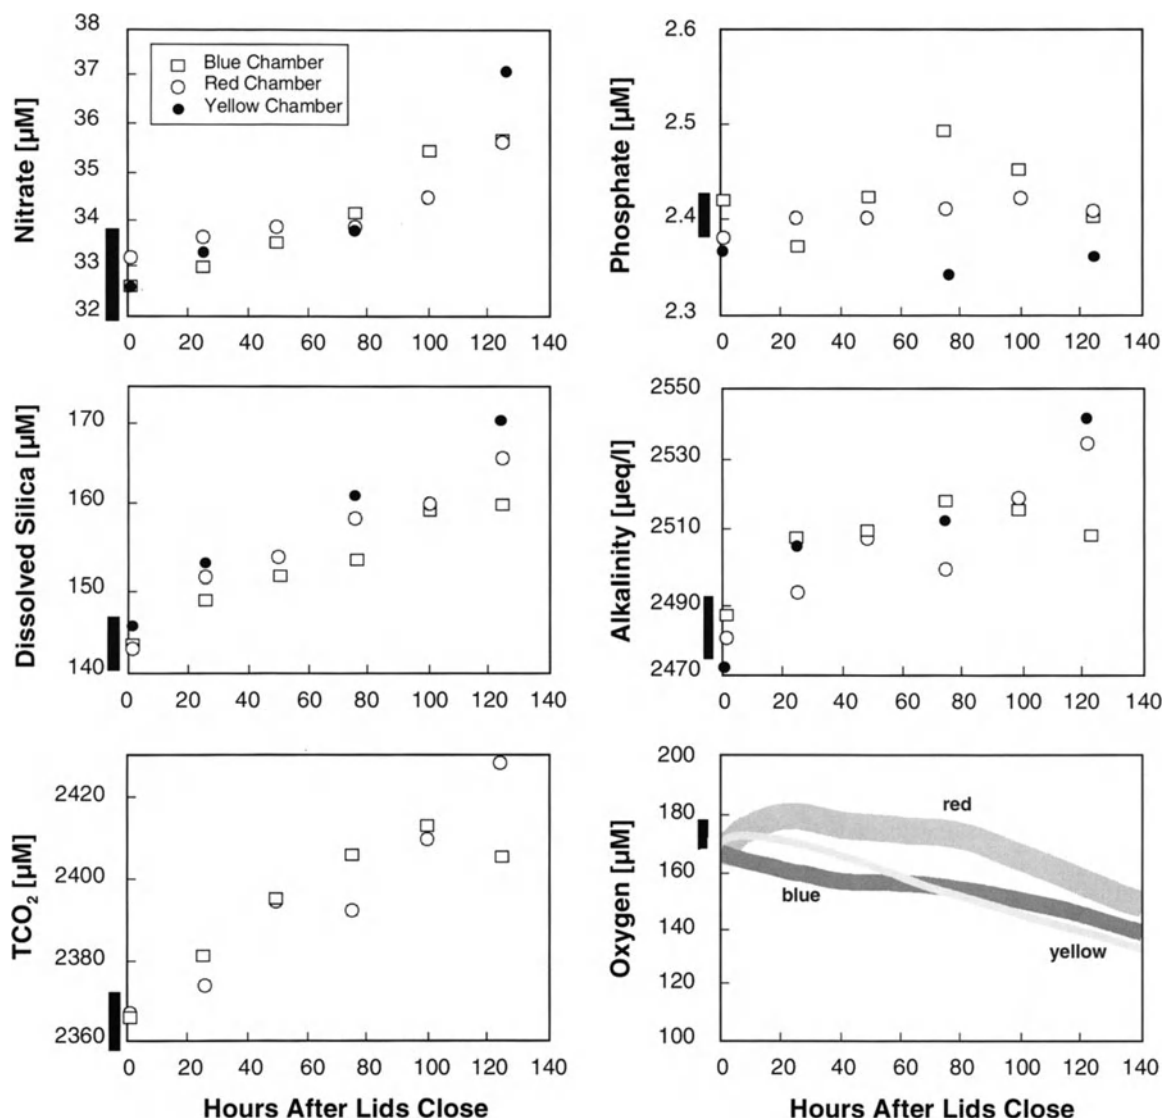 Nitrate [µM]
38
37
36
35
34
33
32
0 20 40 60 80 100 120 140
Blue Chamber
Red Chamber
Yellow Chamber
Phosphate [µM]
2.6
2.5
2.4
2.3
0 20 40 60 80 100 120 140
Dissolved Silica [µM]
170
160
150
140
0 20 40 60 80 100 120 140
Alkalinity [µeq/l]
2550
2530
2510
2490
2470
0 20 40 60 80 100 120 140
TCO2 [µM]
2420
2400
2380
2360
0 20 40 60 80 100 120 140
Hours After Lids Close
Oxygen [µM]
200
180
160
140
120
100
red
blue
yellow
0 20 40 60 80 100 120 140
Hours After Lids Close